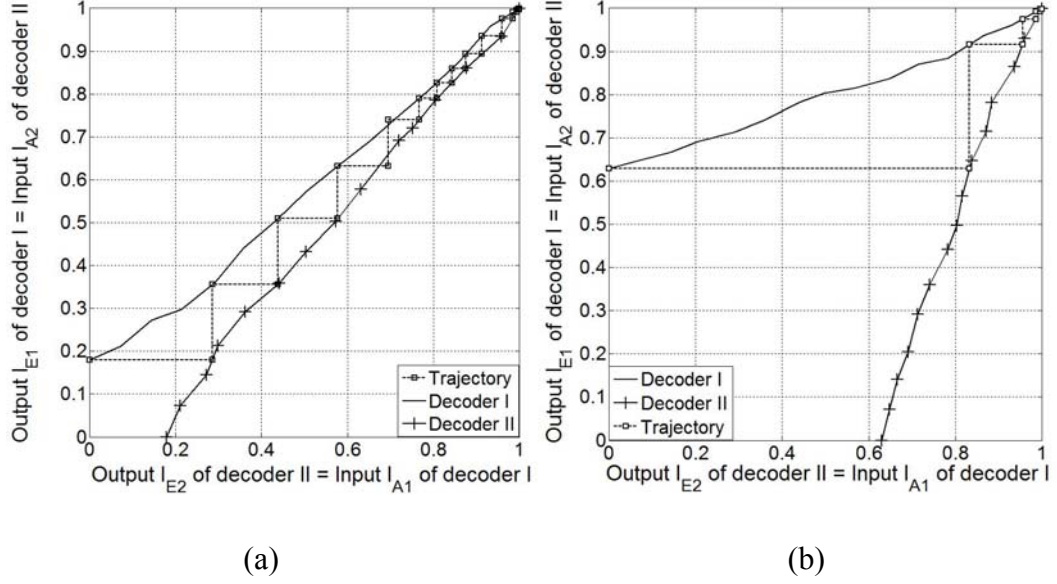 1
0.9
0.8
0.7
0.6
0.5
0.4
0.3
0.2
0.1
0
Output I_E1 of decoder I = Input I_A2 of decoder II
0 0.2 0.4 0.6 0.8 1
Output I_E2 of decoder II = Input I_A1 of decoder I
Trajectory
Decoder I
Decoder II
(a)
1
0.9
0.8
0.7
0.6
0.5
0.4
0.3
0.2
0.1
0
Output I_E1 of decoder I = Input I_A2 of decoder II
0 0.2 0.4 0.6 0.8 1
Output I_E2 of decoder II = Input I_A1 of decoder I
Decoder I
Decoder II
Trajectory
(b)